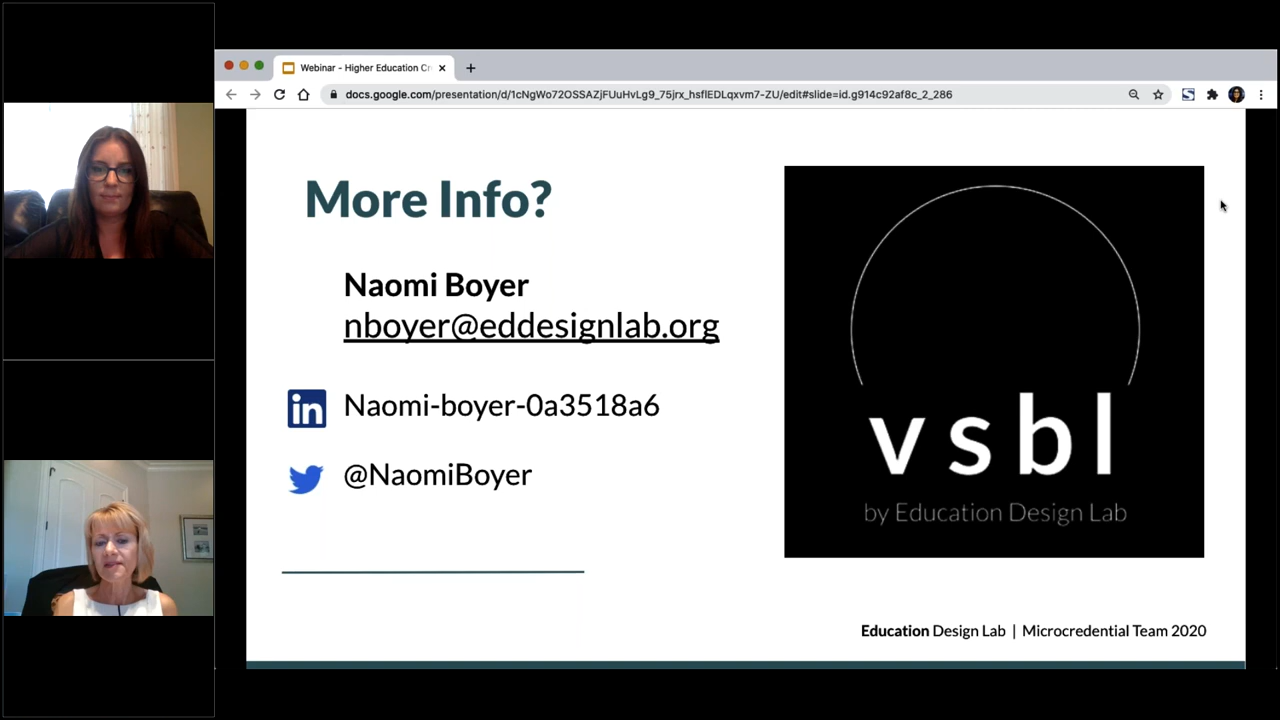 Webinar - Higher Education Cr
docs.google.com/presentation/d/1cNgWo72OSSAZjFUuHvLg9_75jrx_hsflEDLqxvm7-ZU/edit#slide=id.g914c92af8c_2_286
More Info?
Naomi Boyer
nboyer@eddesignlab.org
in Naomi-boyer-0a3518a6
@NaomiBoyer
vsbl
by Education Design Lab
Education Design Lab | Microcredential Team 2020